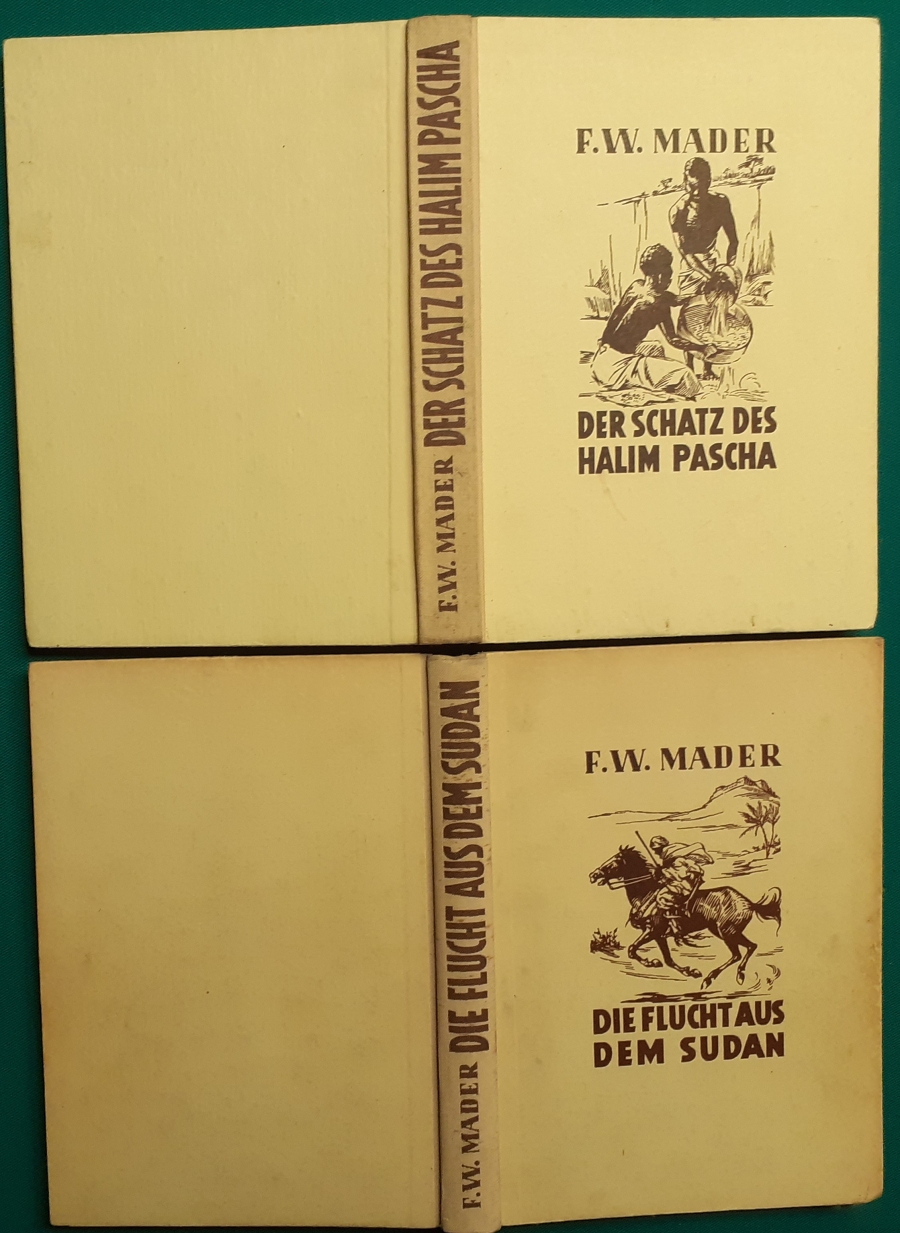 F.W. MADER DER SCHATZ DES HALIM PASCHA
F.W. MADER
DER SCHATZ DES
HALIM PASCHA
F.W. MADER DIE FLUCHT AUS DEM SUDAN
F.W. MADER
DIE FLUCHT AUS
DEM SUDAN